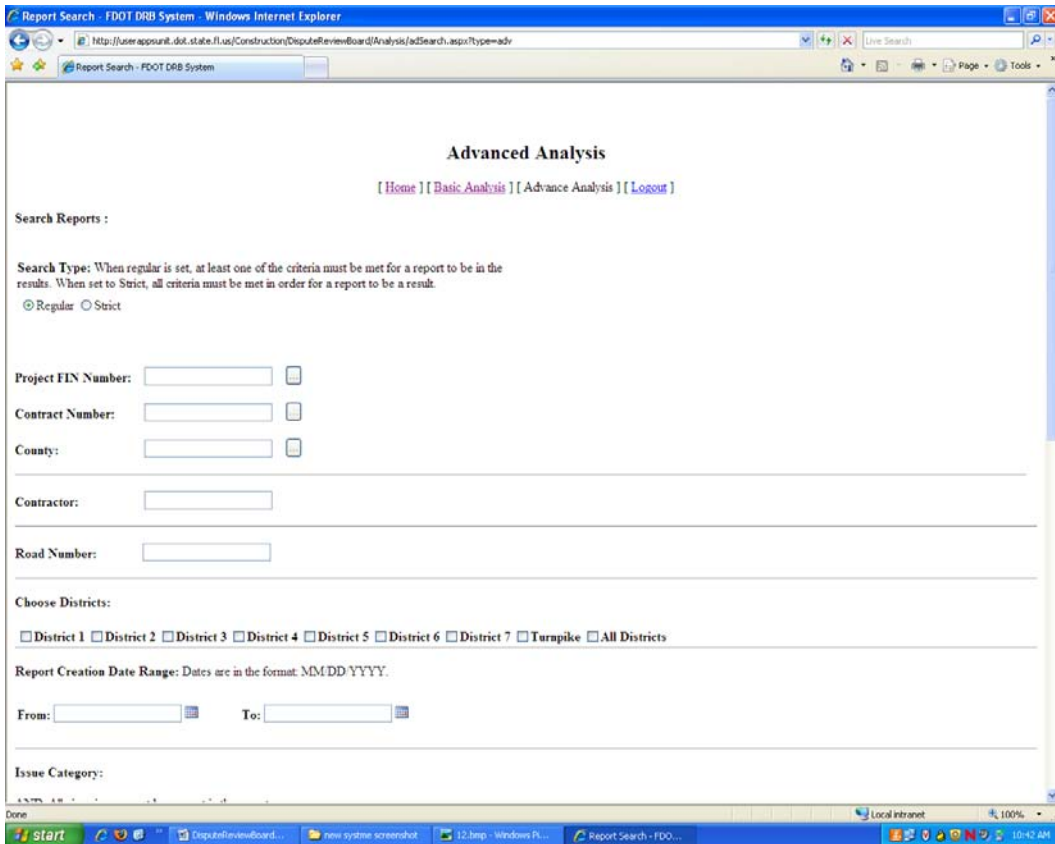 Report Search - FDOT DRB System - Windows Internet Explorer
http://userappsunit.dot.state.fl.us/Construction/DisputeReviewBoard/Analysis/adSearch.aspx?type=adv
Live Search
Report Search - FDOT DRB System
Page
Tools
Advanced Analysis
[ Home ] [ Basic Analysis ] [ Advance Analysis ] [ Logout ]
Search Reports :
Search Type: When regular is set, at least one of the criteria must be met for a report to be in the
results. When set to Strict, all criteria must be met in order for a report to be a result.
Regular Strict
Project FIN Number: ...
Contract Number: ...
County: ...
Contractor:
Road Number:
Choose Districts:
District 1 District 2 District 3 District 4 District 5 District 6 District 7 Turnpike All Districts
Report Creation Date Range: Dates are in the format: MM/DD/YYYY.
From: To:
Issue Category:
Done
Local intranet
100%
start
DisputeReviewBoard...
new systme screenshot
12.bmp - Windows Pi...
Report Search - FDO...
10:42 AM